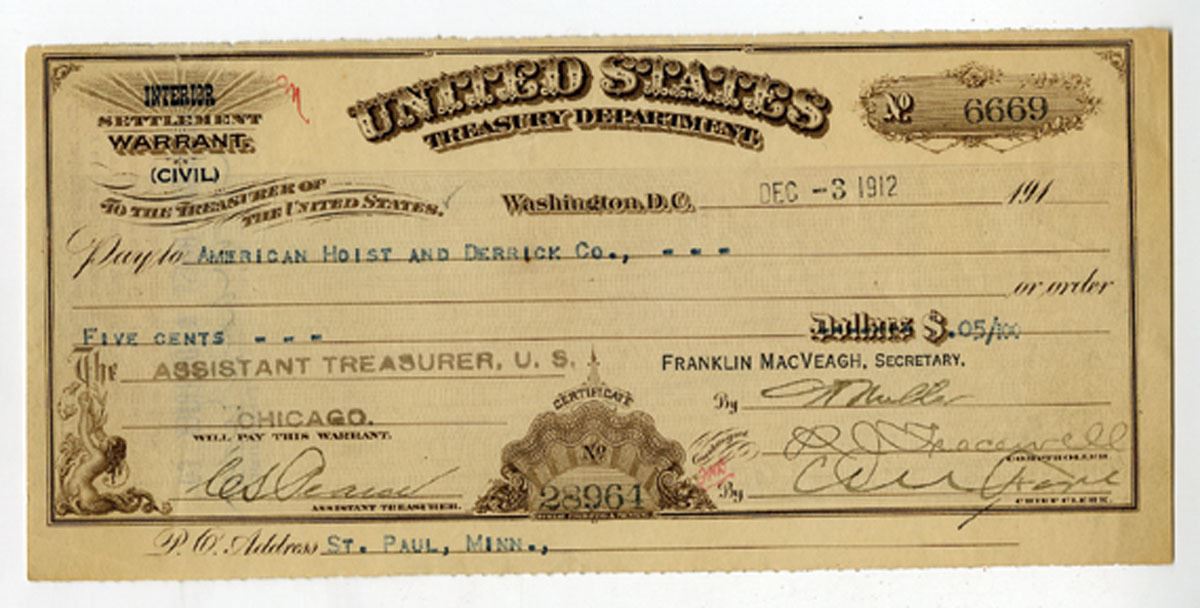 INTERIOR
SETTLEMENT
WARRANT.
(CIVIL)
UNITED STATES
TREASURY DEPARTMENT.
No 6669
TO THE TREASURER OF
THE UNITED STATES.
Washington, D.C. DEC -3 1912 191
Pay to AMERICAN HOIST AND DERRICK CO., - - -
or order
FIVE CENTS - - - Dollars $.05/100
The ASSISTANT TREASURER, U. S.
FRANKLIN MACVEAGH, SECRETARY.
By
CHICAGO.
WILL PAY THIS WARRANT.
CERTIFICATE
No
28964
COMPTROLLER.
By
ASSISTANT TREASURER.
CHIEF CLERK.
P. O. Address ST. PAUL, MINN.,